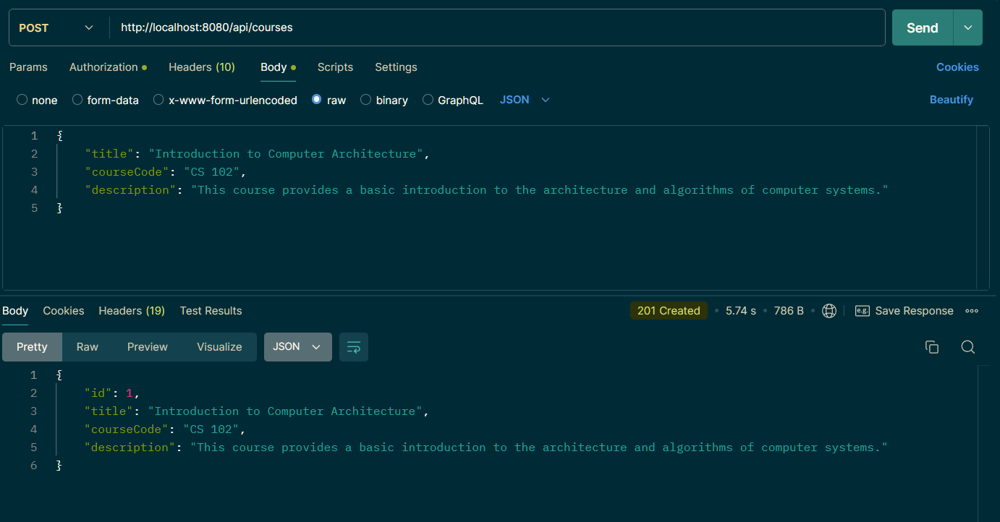 POST http://localhost:8080/api/courses Send
Params Authorization Headers (10) Body Scripts Settings Cookies
none form-data x-www-form-urlencoded raw binary GraphQL JSON Beautify
1 {
2 "title": "Introduction to Computer Architecture",
3 "courseCode": "CS 102",
4 "description": "This course provides a basic introduction to the architecture and algorithms of computer systems."
5 }
Body Cookies Headers (19) Test Results 201 Created • 5.74 s • 786 B • e.g. Save Response
Pretty Raw Preview Visualize JSON
1 {
2 "id": 1,
3 "title": "Introduction to Computer Architecture",
4 "courseCode": "CS 102",
5 "description": "This course provides a basic introduction to the architecture and algorithms of computer systems."
6 }